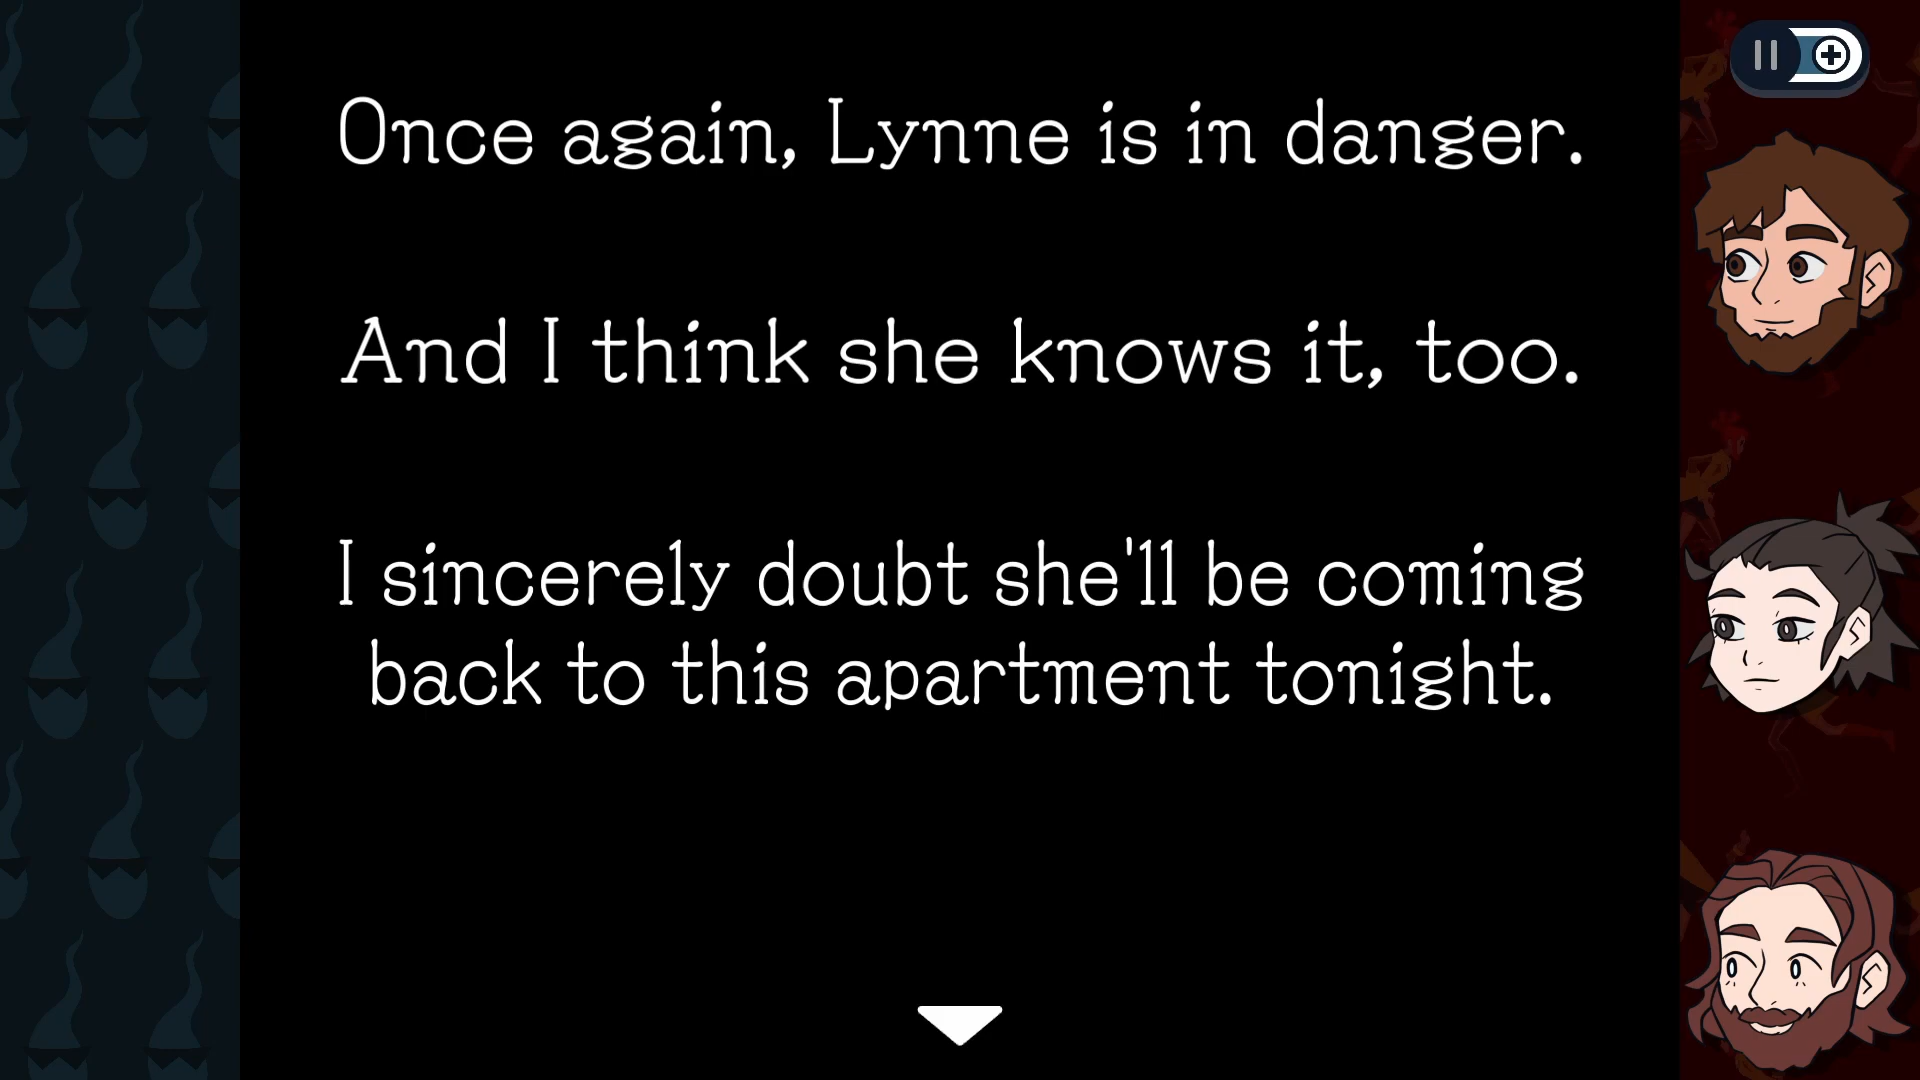 Once again, Lynne is in danger.
And I think she knows it, too.
I sincerely doubt she'll be coming
back to this apartment tonight.